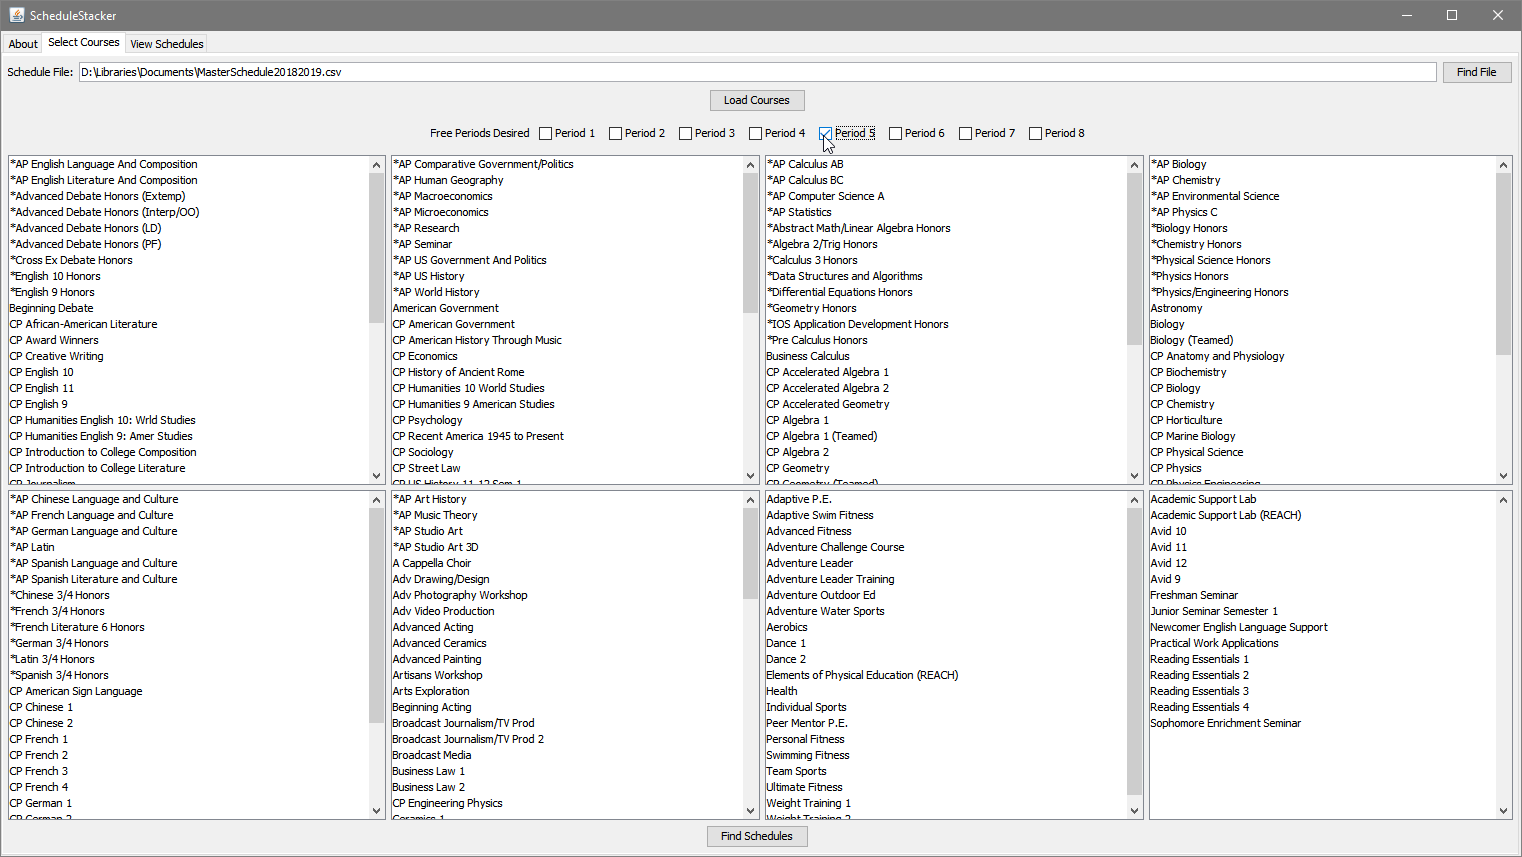 ScheduleStacker
About Select Courses View Schedules
Schedule File: D:\Libraries\Documents\MasterSchedule20182019.csv Find File
Load Courses
Free Periods Desired Period 1 Period 2 Period 3 Period 4 Period 5 Period 6 Period 7 Period 8
*AP English Language And Composition
*AP English Literature And Composition
*Advanced Debate Honors (Extemp)
*Advanced Debate Honors (Interp/OO)
*Advanced Debate Honors (LD)
*Advanced Debate Honors (PF)
*Cross Ex Debate Honors
*English 10 Honors
*English 9 Honors
Beginning Debate
CP African-American Literature
CP Award Winners
CP Creative Writing
CP English 10
CP English 11
CP English 9
CP Humanities English 10: Wrld Studies
CP Humanities English 9: Amer Studies
CP Introduction to College Composition
CP Introduction to College Literature
CP Journalism
*AP Comparative Government/Politics
*AP Human Geography
*AP Macroeconomics
*AP Microeconomics
*AP Research
*AP Seminar
*AP US Government And Politics
*AP US History
*AP World History
American Government
CP American Government
CP American History Through Music
CP Economics
CP History of Ancient Rome
CP Humanities 10 World Studies
CP Humanities 9 American Studies
CP Psychology
CP Recent America 1945 to Present
CP Sociology
CP Street Law
CP US History 11-12 Sem 1
*AP Calculus AB
*AP Calculus BC
*AP Computer Science A
*AP Statistics
*Abstract Math/Linear Algebra Honors
*Algebra 2/Trig Honors
*Calculus 3 Honors
*Data Structures and Algorithms
*Differential Equations Honors
*Geometry Honors
*IOS Application Development Honors
*Pre Calculus Honors
Business Calculus
CP Accelerated Algebra 1
CP Accelerated Algebra 2
CP Accelerated Geometry
CP Algebra 1
CP Algebra 1 (Teamed)
CP Algebra 2
CP Geometry
CP Geometry (Teamed)
*AP Biology
*AP Chemistry
*AP Environmental Science
*AP Physics C
*Biology Honors
*Chemistry Honors
*Physical Science Honors
*Physics Honors
*Physics/Engineering Honors
Astronomy
Biology
Biology (Teamed)
CP Anatomy and Physiology
CP Biochemistry
CP Biology
CP Chemistry
CP Horticulture
CP Marine Biology
CP Physical Science
CP Physics
CP Physics Engineering
*AP Chinese Language and Culture
*AP French Language and Culture
*AP German Language and Culture
*AP Latin
*AP Spanish Language and Culture
*AP Spanish Literature and Culture
*Chinese 3/4 Honors
*French 3/4 Honors
*French Literature 6 Honors
*German 3/4 Honors
*Latin 3/4 Honors
*Spanish 3/4 Honors
CP American Sign Language
CP Chinese 1
CP Chinese 2
CP French 1
CP French 2
CP French 3
CP French 4
CP German 1
CP German 2
*AP Art History
*AP Music Theory
*AP Studio Art
*AP Studio Art 3D
A Cappella Choir
Adv Drawing/Design
Adv Photography Workshop
Adv Video Production
Advanced Acting
Advanced Ceramics
Advanced Painting
Artisans Workshop
Arts Exploration
Beginning Acting
Broadcast Journalism/TV Prod
Broadcast Journalism/TV Prod 2
Broadcast Media
Business Law 1
Business Law 2
CP Engineering Physics
Ceramics 1
Adaptive P.E.
Adaptive Swim Fitness
Advanced Fitness
Adventure Challenge Course
Adventure Leader
Adventure Leader Training
Adventure Outdoor Ed
Adventure Water Sports
Aerobics
Dance 1
Dance 2
Elements of Physical Education (REACH)
Health
Individual Sports
Peer Mentor P.E.
Personal Fitness
Swimming Fitness
Team Sports
Ultimate Fitness
Weight Training 1
Weight Training 2
Academic Support Lab
Academic Support Lab (REACH)
Avid 10
Avid 11
Avid 12
Avid 9
Freshman Seminar
Junior Seminar Semester 1
Newcomer English Language Support
Practical Work Applications
Reading Essentials 1
Reading Essentials 2
Reading Essentials 3
Reading Essentials 4
Sophomore Enrichment Seminar
Find Schedules